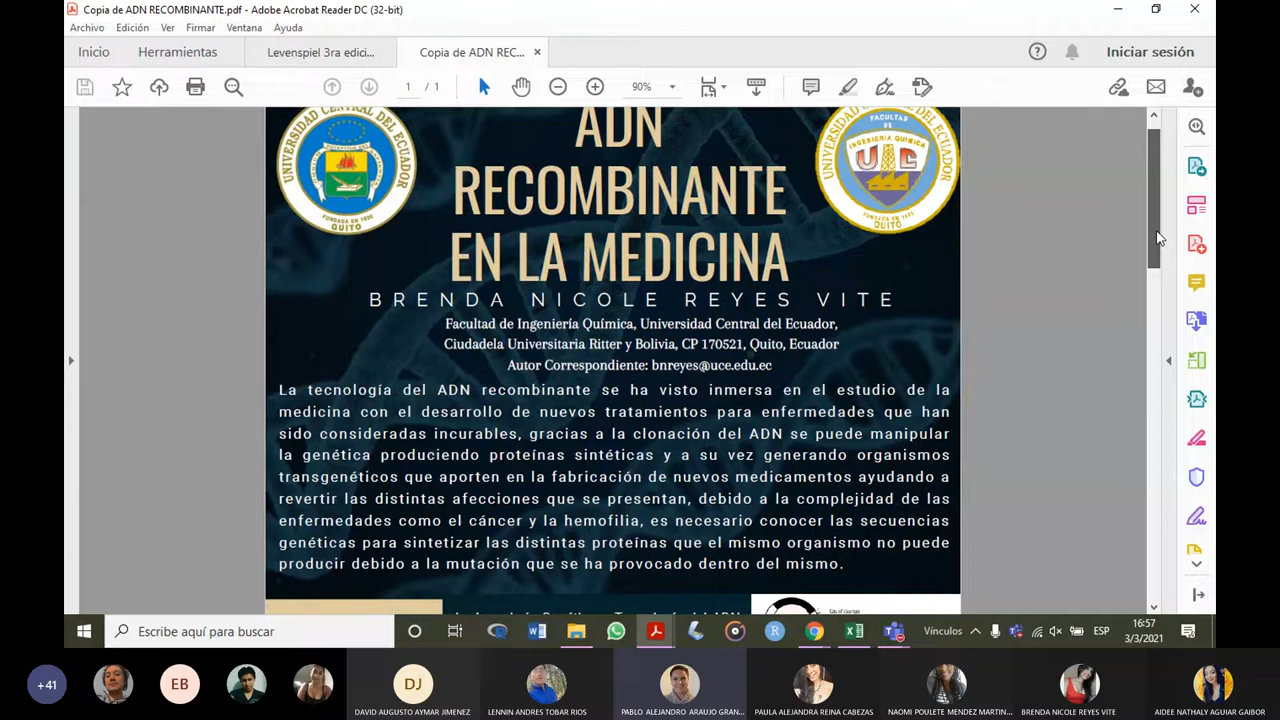 Copia de ADN RECOMBINANTE.pdf - Adobe Acrobat Reader DC (32-bit)
Archivo Edición Ver Firmar Ventana Ayuda
Inicio Herramientas Levenspiel 3ra edici... Copia de ADN REC... Iniciar sesión
1 / 1 90%
UNIVERSIDAD CENTRAL DEL ECUADOR
FUNDADA EN
QUITO
FACULTAD
DE
INGENIERÍA QUÍMICA
UNIVERSIDAD CENTRAL DEL ECUADOR
QUITO
ADN
RECOMBINANTE
EN LA MEDICINA
BRENDA NICOLE REYES VITE
Facultad de Ingeniería Química, Universidad Central del Ecuador,
Ciudadela Universitaria Ritter y Bolivia, CP 170521, Quito, Ecuador
Autor Correspondiente: bnreyes@uce.edu.ec
La tecnología del ADN recombinante se ha visto inmersa en el estudio de la
medicina con el desarrollo de nuevos tratamientos para enfermedades que han
sido consideradas incurables, gracias a la clonación del ADN se puede manipular
la genética produciendo proteínas sintéticas y a su vez generando organismos
transgenéticos que aporten en la fabricación de nuevos medicamentos ayudando a
revertir las distintas afecciones que se presentan, debido a la complejidad de las
enfermedades como el cáncer y la hemofilia, es necesario conocer las secuencias
genéticas para sintetizar las distintas proteínas que el mismo organismo no puede
producir debido a la mutación que se ha provocado dentro del mismo.
Escribe aquí para buscar
Vínculos ESP 16:57
3/3/2021
+41 EB DJ
DAVID AUGUSTO AYMAR JIMENEZ LENNIN ANDRES TOBAR RIOS PABLO ALEJANDRO ARAUJO GRAN... PAULA ALEJANDRA REINA CABEZAS NAOMI POULETE MENDEZ MARTIN... BRENDA NICOLE REYES VITE AIDEE NATHALY AGUIAR GAIBOR